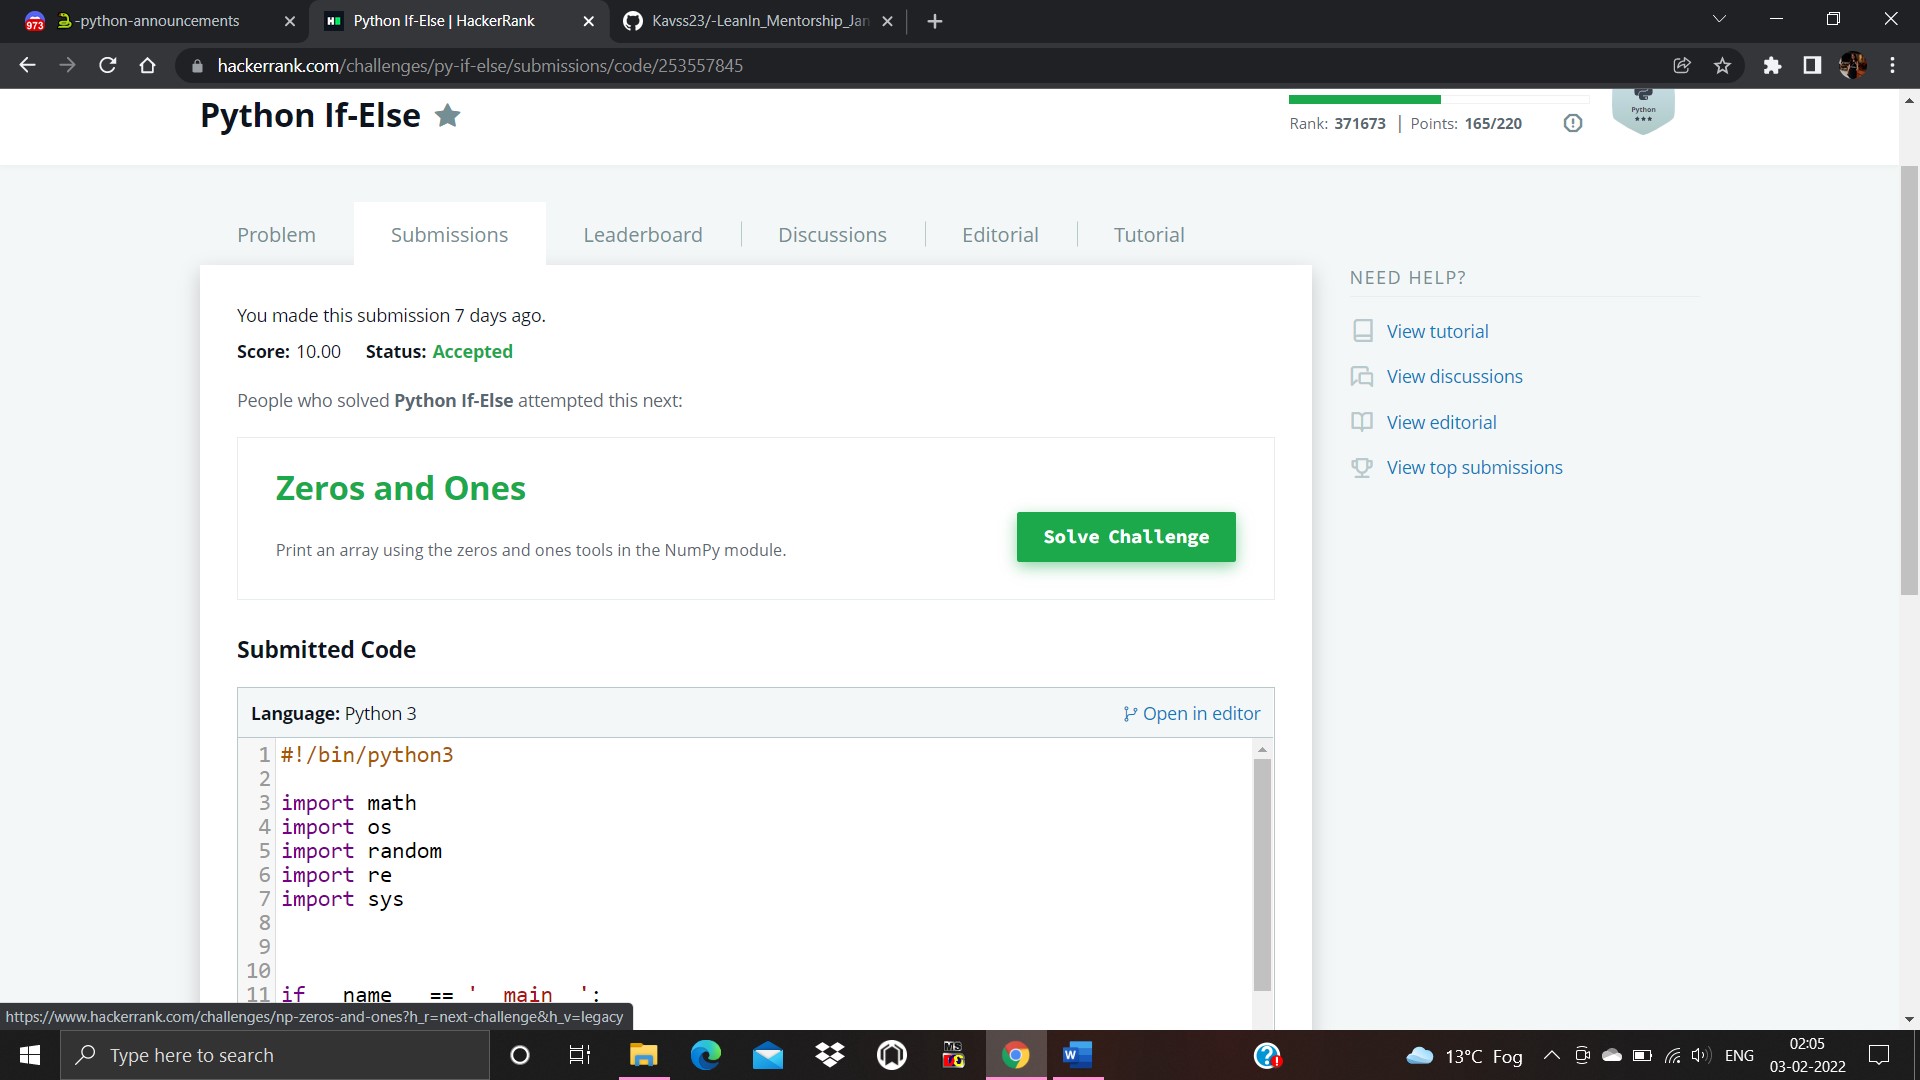 973 -python-announcements
Python If-Else | HackerRank
Kavss23/-LeanIn_Mentorship_Jan
hackerrank.com/challenges/py-if-else/submissions/code/253557845
Python If-Else
Rank: 371673 | Points: 165/220
Python
Problem
Submissions
Leaderboard
Discussions
Editorial
Tutorial
You made this submission 7 days ago.
Score: 10.00 Status: Accepted
People who solved Python If-Else attempted this next:
Zeros and Ones
Print an array using the zeros and ones tools in the NumPy module.
Solve Challenge
Submitted Code
Language: Python 3
Open in editor
1 #!/bin/python3
2
3 import math
4 import os
5 import random
6 import re
7 import sys
8
9
10
11 if __name__ == '__main__':
NEED HELP?
View tutorial
View discussions
View editorial
View top submissions
https://www.hackerrank.com/challenges/np-zeros-and-ones?h_r=next-challenge&h_v=legacy
Type here to search
13°C Fog
ENG
02:05
03-02-2022